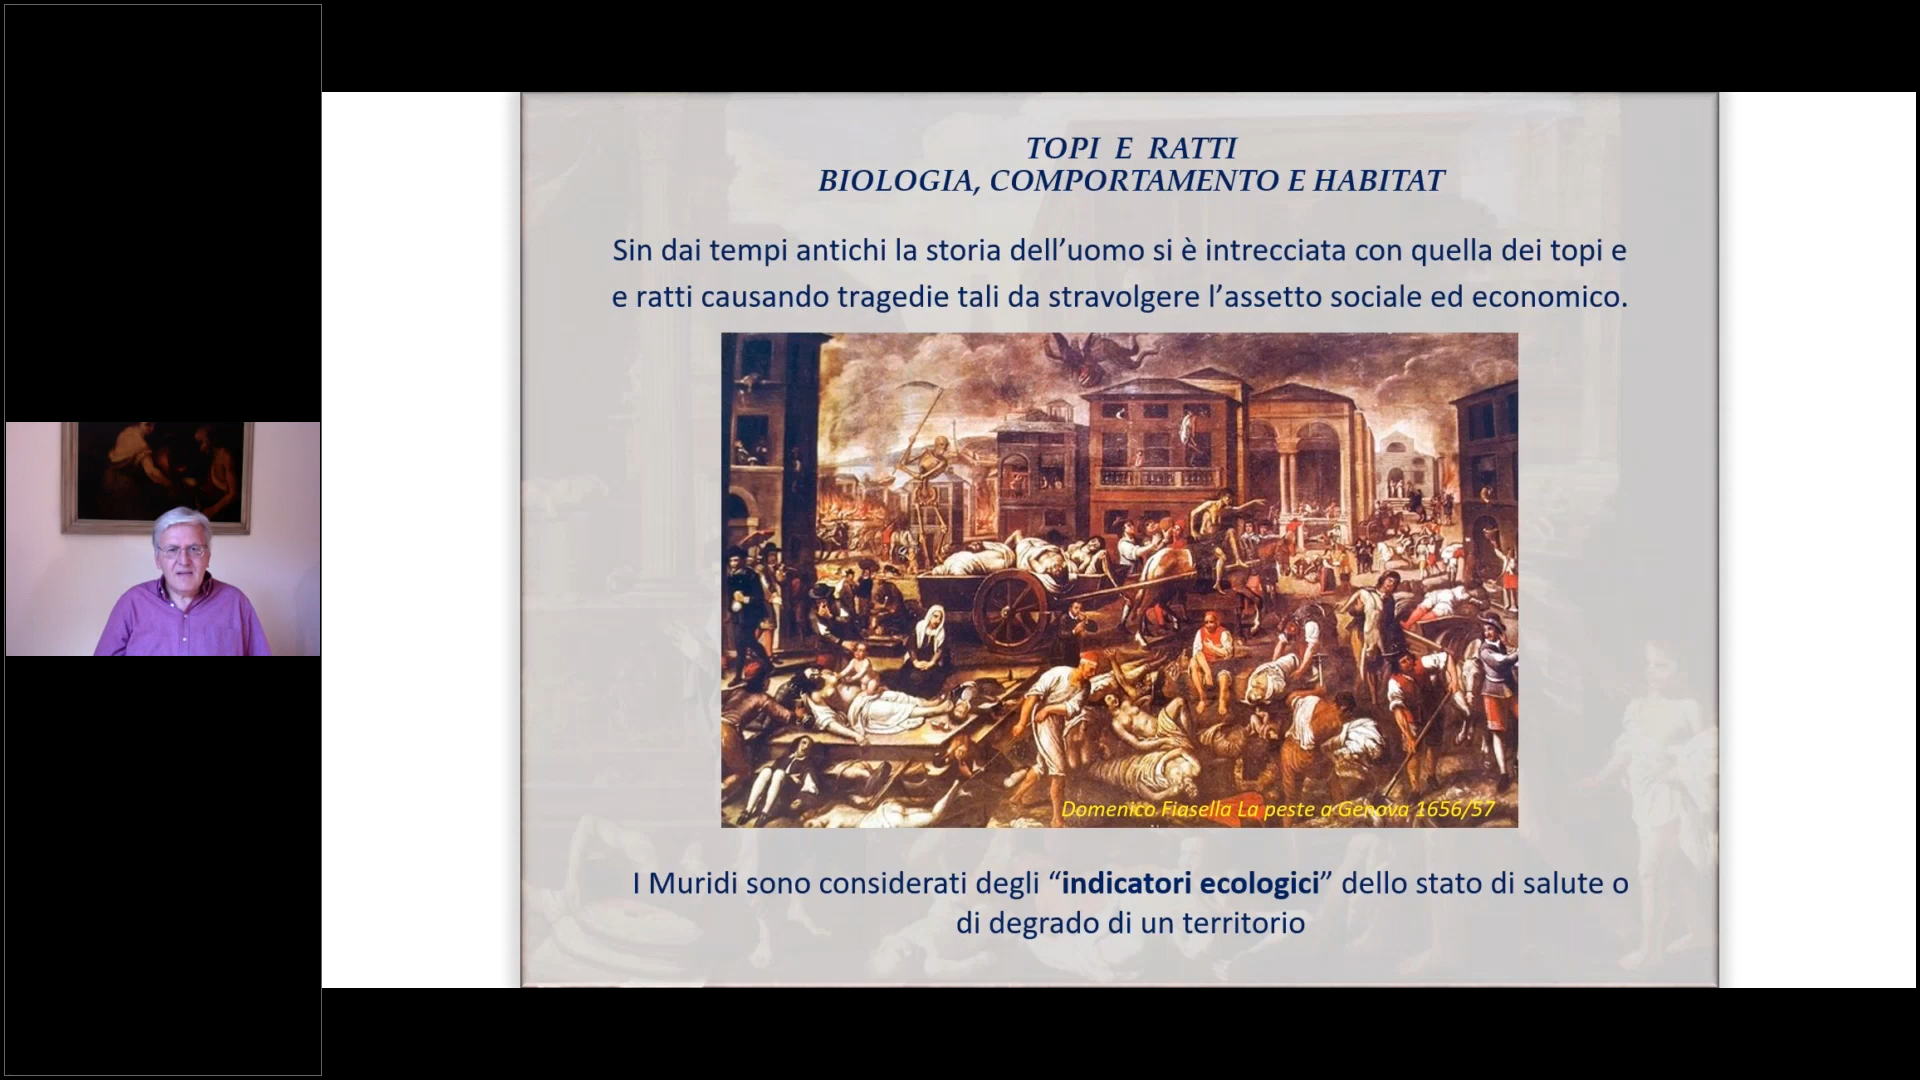 TOPI E RATTI
BIOLOGIA, COMPORTAMENTO E HABITAT
Sin dai tempi antichi la storia dell’uomo si è intrecciata con quella dei topi e
e ratti causando tragedie tali da stravolgere l’assetto sociale ed economico.
Domenico Fiasella La peste a Genova 1656/57
I Muridi sono considerati degli “indicatori ecologici” dello stato di salute o
di degrado di un territorio